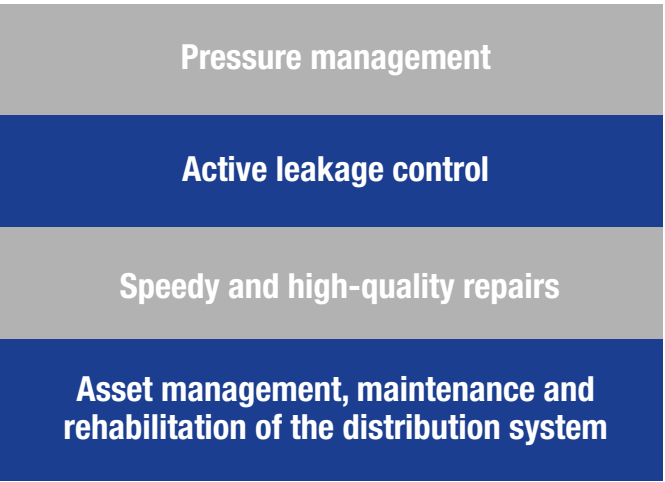 Pressure management
Active leakage control
Speedy and high-quality repairs
Asset management, maintenance and
rehabilitation of the distribution system